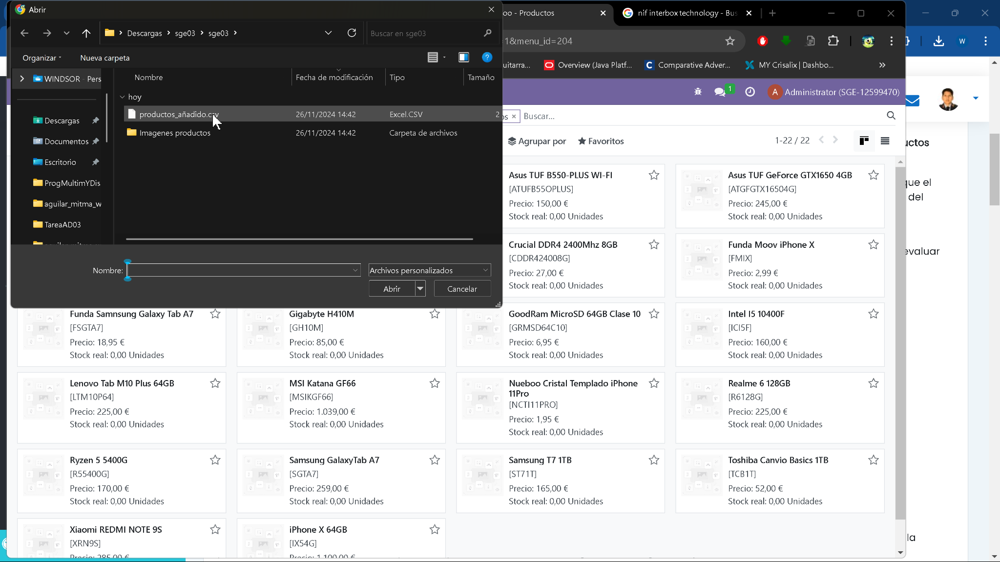 Abrir
Descargas > sge03 > sge03 >
Buscar en sge03
Organizar
Nueva carpeta
Nombre
Fecha de modificación
Tipo
Tamaño
WINDSOR - Pers
Descargas
Documentos
Escritorio
ProgMultimYDis
aguilar_mitma_w
TareaAD03
hoy
productos_añadido.csv
26/11/2024 14:42
Excel.CSV
2
Imagenes productos
26/11/2024 14:42
Carpeta de archivos
Nombre:
Archivos personalizados
Abrir
Cancelar
oo - Productos
nif interbox technology - Bus
1&menu_id=204
uitarra...
Overview (Java Platf...
Comparative Adver...
MY Crisalix | Dashbo...
»
1
A
Administrator (SGE-12599470)
os ×
Buscar...
Agrupar por
Favoritos
1-22 / 22
Asus TUF B550-PLUS WI-FI
[ATUFB55OPLUS]
Precio: 150,00 €
Stock real: 0,00 Unidades
Asus TUF GeForce GTX1650 4GB
[ATGFGTX16504G]
Precio: 245,00 €
Stock real: 0,00 Unidades
Crucial DDR4 2400Mhz 8GB
[CDDR424008G]
Precio: 27,00 €
Stock real: 0,00 Unidades
Funda Moov iPhone X
[FMIX]
Precio: 2,99 €
Stock real: 0,00 Unidades
Funda Samnsung Galaxy Tab A7
[FSGTA7]
Precio: 18,95 €
Stock real: 0,00 Unidades
Gigabyte H410M
[GH10M]
Precio: 85,00 €
Stock real: 0,00 Unidades
GoodRam MicroSD 64GB Clase 10
[GRMSD64C10]
Precio: 6,95 €
Stock real: 0,00 Unidades
Intel I5 10400F
[ICI5F]
Precio: 160,00 €
Stock real: 0,00 Unidades
Lenovo Tab M10 Plus 64GB
[LTM10P64]
Precio: 225,00 €
Stock real: 0,00 Unidades
MSI Katana GF66
[MSIKGF66]
Precio: 1.039,00 €
Stock real: 0,00 Unidades
Nueboo Cristal Templado iPhone
11Pro
[NCTI11PRO]
Precio: 1,95 €
Stock real: 0,00 Unidades
Realme 6 128GB
[R6128G]
Precio: 225,00 €
Stock real: 0,00 Unidades
Ryzen 5 5400G
[R55400G]
Precio: 170,00 €
Stock real: 0,00 Unidades
Samsung GalaxyTab A7
[SGTA7]
Precio: 259,00 €
Stock real: 0,00 Unidades
Samsung T7 1TB
[ST71T]
Precio: 165,00 €
Stock real: 0,00 Unidades
Toshiba Canvio Basics 1TB
[TCB1T]
Precio: 52,00 €
Stock real: 0,00 Unidades
Xiaomi REDMI NOTE 9S
[XRN9S]
Precio: 285,00 €
iPhone X 64GB
[IX54G]
Precio: 1.100,00 €
W
uctos
que el
del
evaluar
la